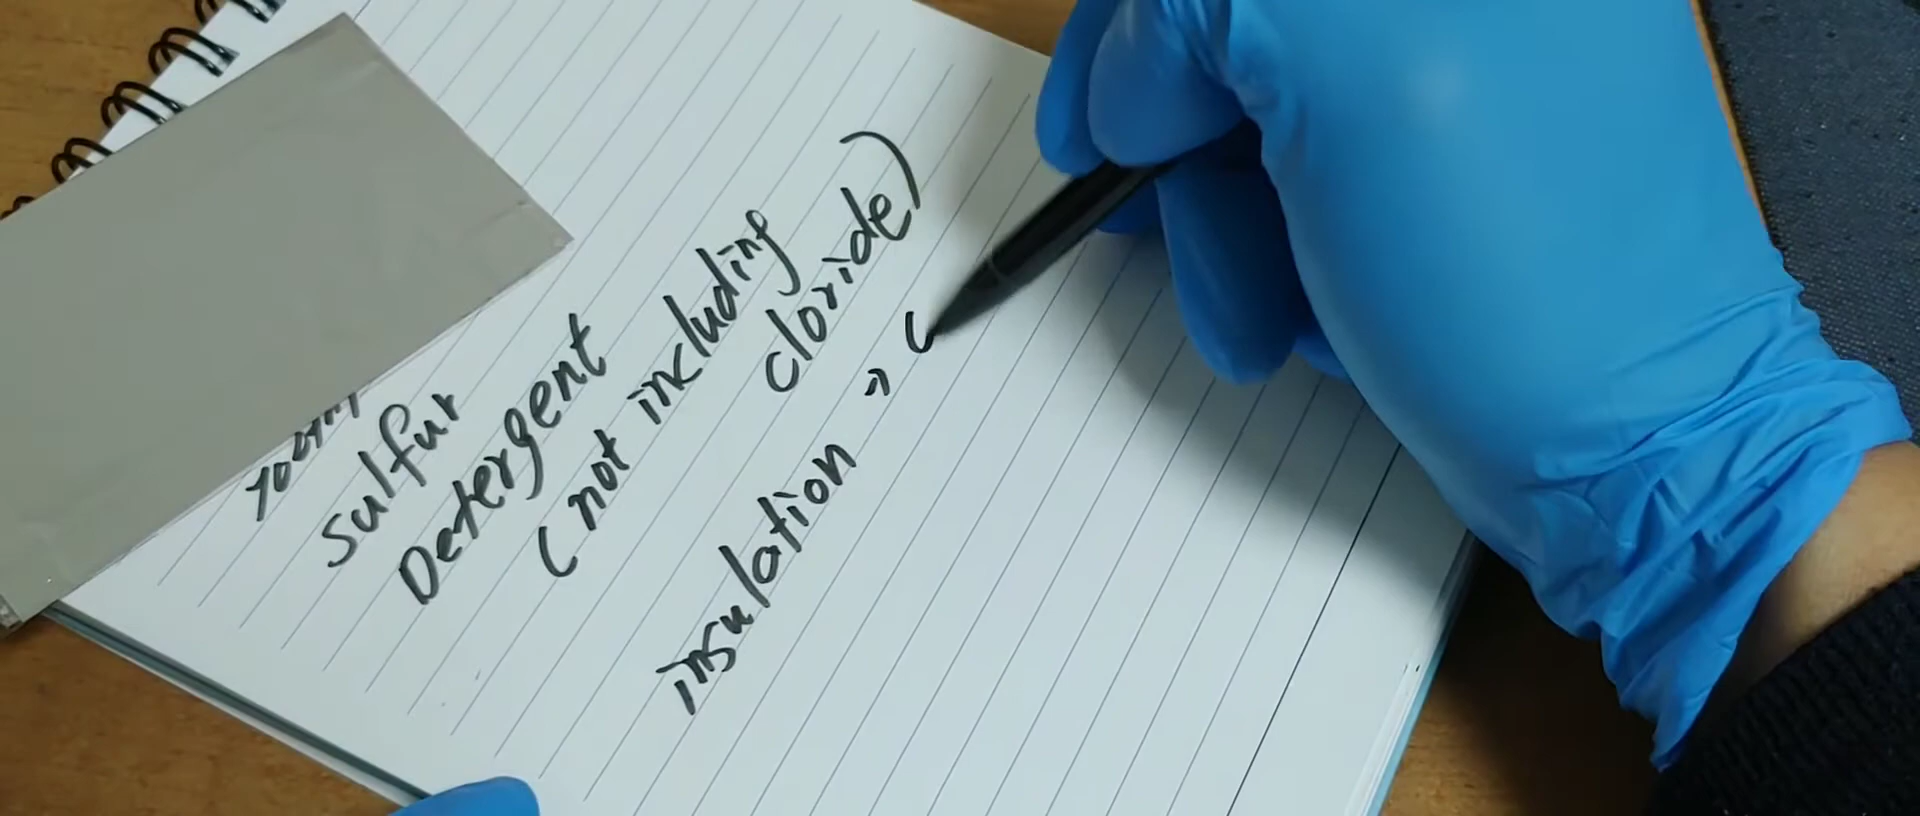 sulfur
Detergent
(not including
cloride)
insulation → C